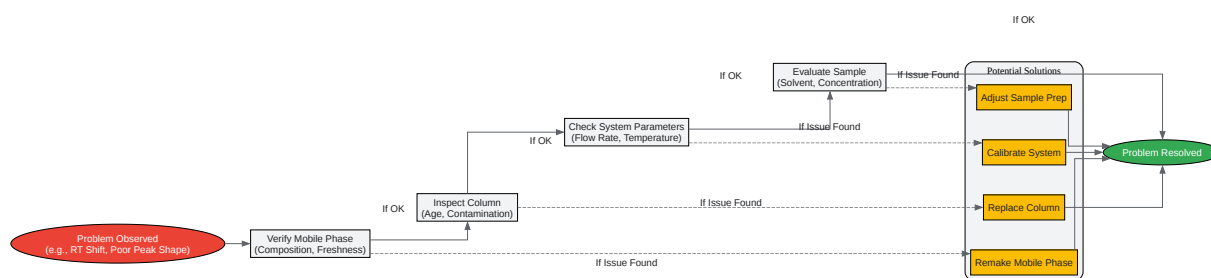 If OK
If OK
Evaluate Sample
(Solvent, Concentration)
If Issue Found
Potential Solutions
Adjust Sample Prep
If OK
Check System Parameters
(Flow Rate, Temperature)
If Issue Found
Calibrate System
Problem Resolved
If OK
Inspect Column
(Age, Contamination)
If Issue Found
Replace Column
Problem Observed
(e.g., RT Shift, Poor Peak Shape)
Verify Mobile Phase
(Composition, Freshness)
If Issue Found
Remake Mobile Phase